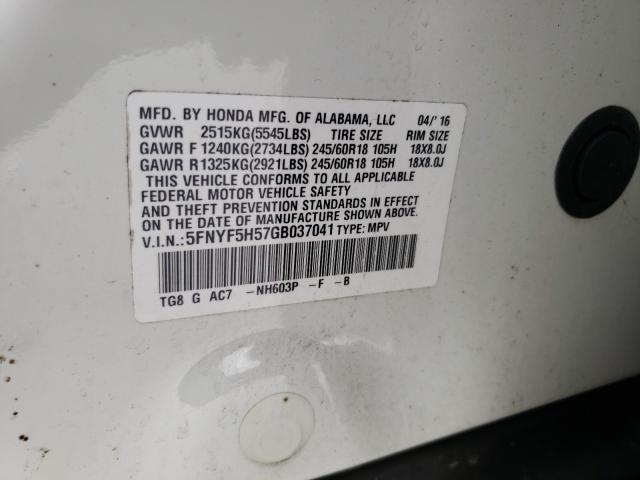 MFD. BY HONDA MFG. OF ALABAMA, LLC 04/'16
GVWR 2515KG(5545LBS) TIRE SIZE RIM SIZE
GAWR F 1240KG(2734LBS) 245/60R18 105H 18X8.0J
GAWR R1325KG(2921LBS) 245/60R18 105H 18X8.0J
THIS VEHICLE CONFORMS TO ALL APPLICABLE
FEDERAL MOTOR VEHICLE SAFETY
AND THEFT PREVENTION STANDARDS IN EFFECT
ON THE DATE OF MANUFACTURE SHOWN ABOVE.
V.I.N.:5FNYF5H57GB037041 TYPE: MPV
TG8 G AC7 -NH603P -F -B